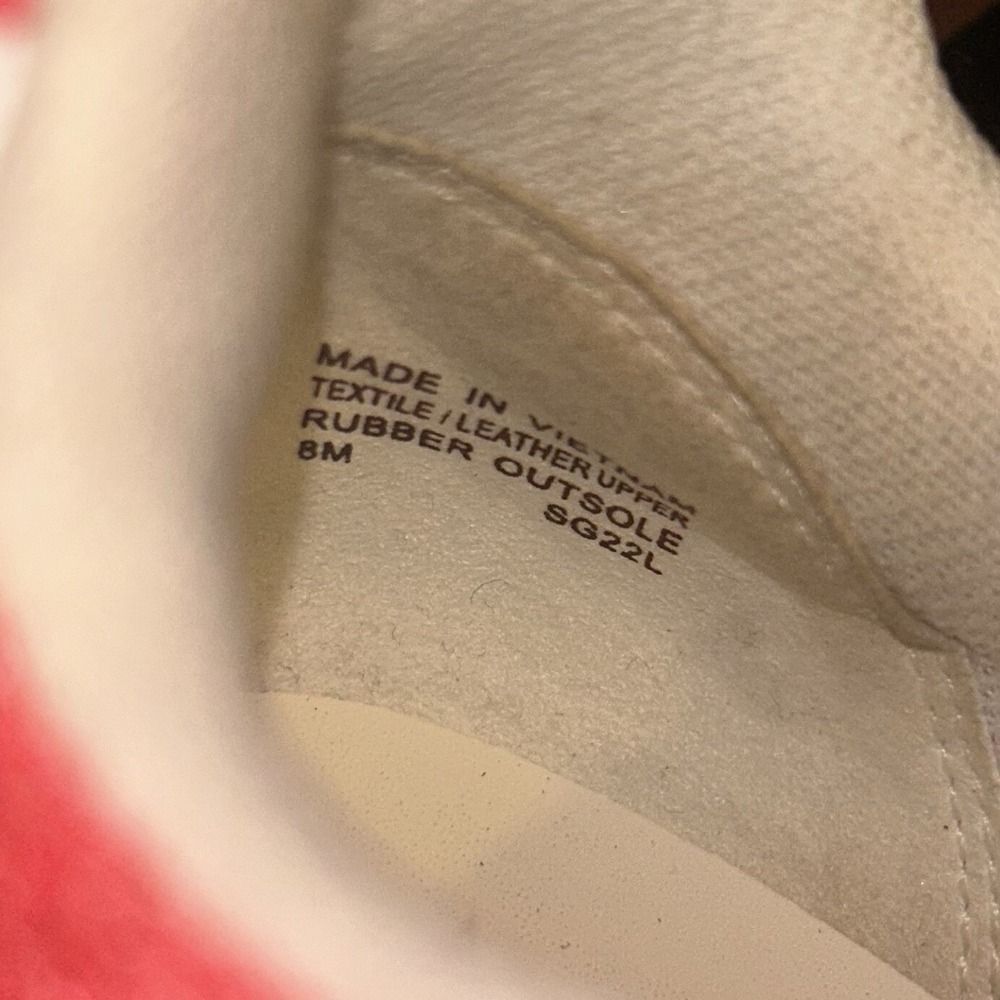 MADE IN VIETNAM
TEXTILE / LEATHER UPPER
RUBBER OUTSOLE
8M
SG22L